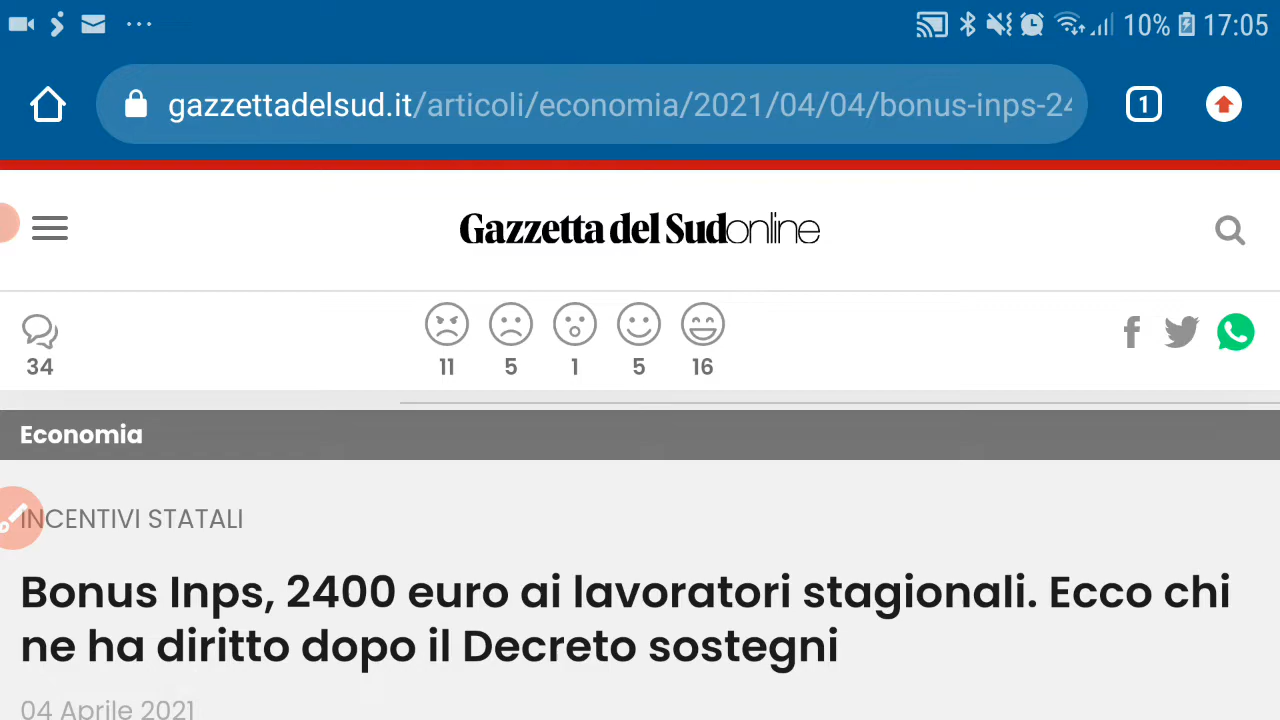 10% 17:05
gazzettadelsud.it/articoli/economia/2021/04/04/bonus-inps-24
1
Gazzetta del Sudonline
34
11 5 1 5 16
Economia
INCENTIVI STATALI
Bonus Inps, 2400 euro ai lavoratori stagionali. Ecco chi
ne ha diritto dopo il Decreto sostegni
04 Aprile 2021